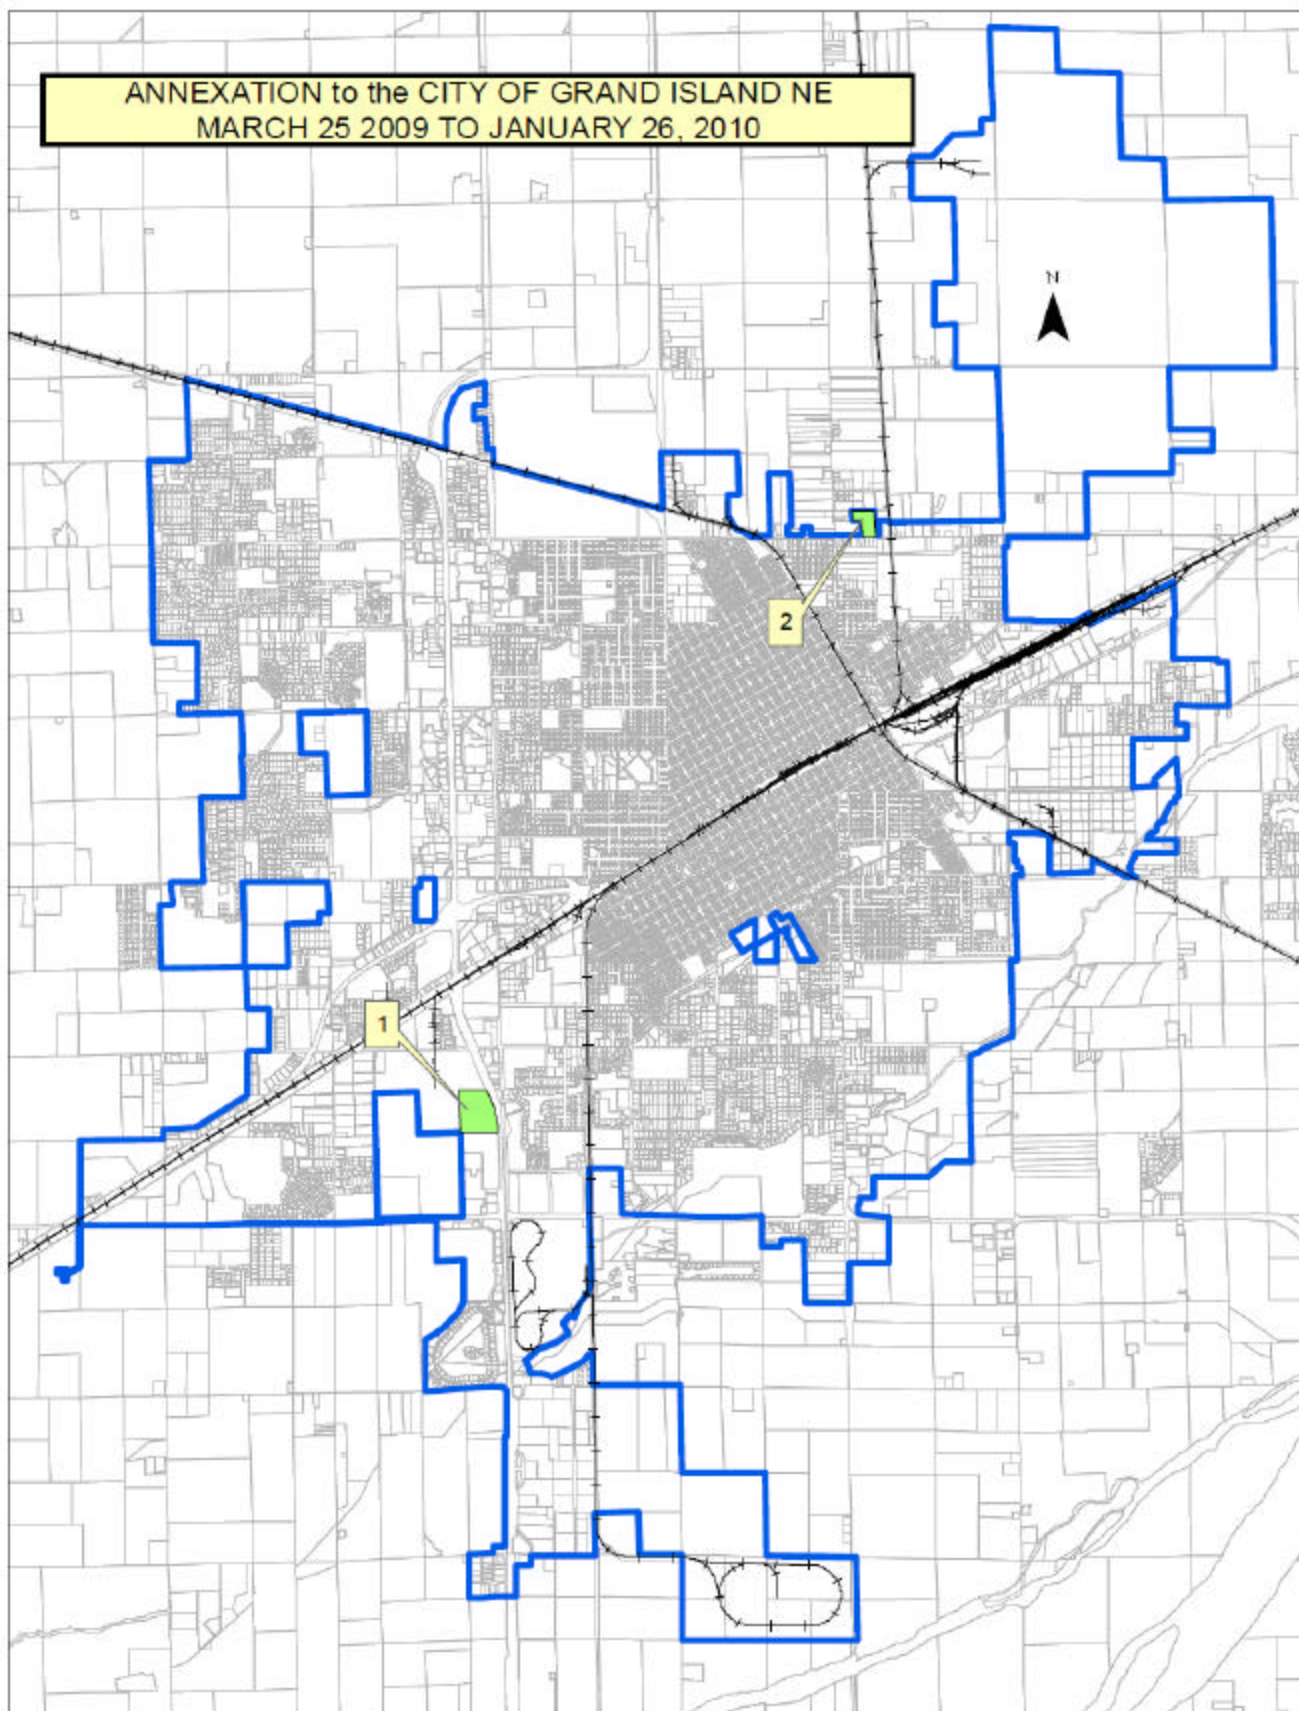 ANNEXATION to the CITY OF GRAND ISLAND NE
MARCH 25 2009 TO JANUARY 26, 2010
N
2
1